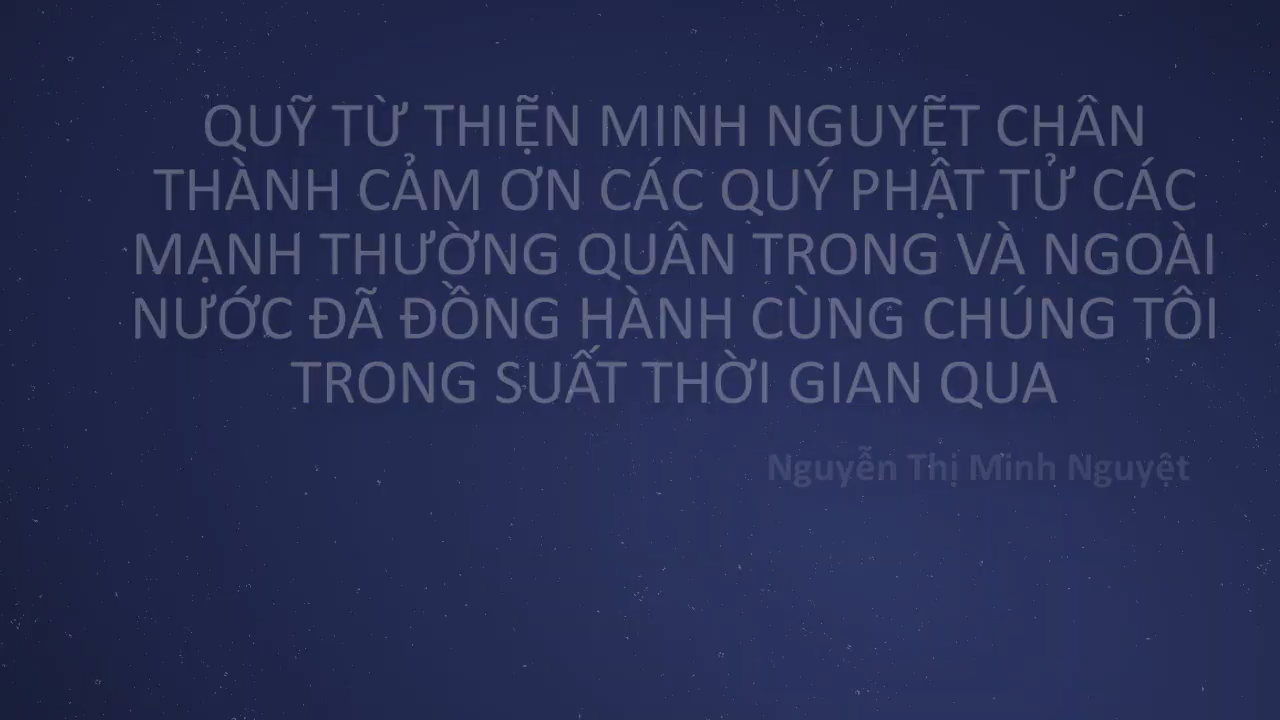 QUỸ TỪ THIỆN MINH NGUYỆT CHÂN
THÀNH CẢM ƠN CÁC QUÝ PHẬT TỬ CÁC
MẠNH THƯỜNG QUÂN TRONG VÀ NGOÀI
NƯỚC ĐÃ ĐỒNG HÀNH CÙNG CHÚNG TÔI
TRONG SUẤT THỜI GIAN QUA
Nguyễn Thị Minh Nguyệt